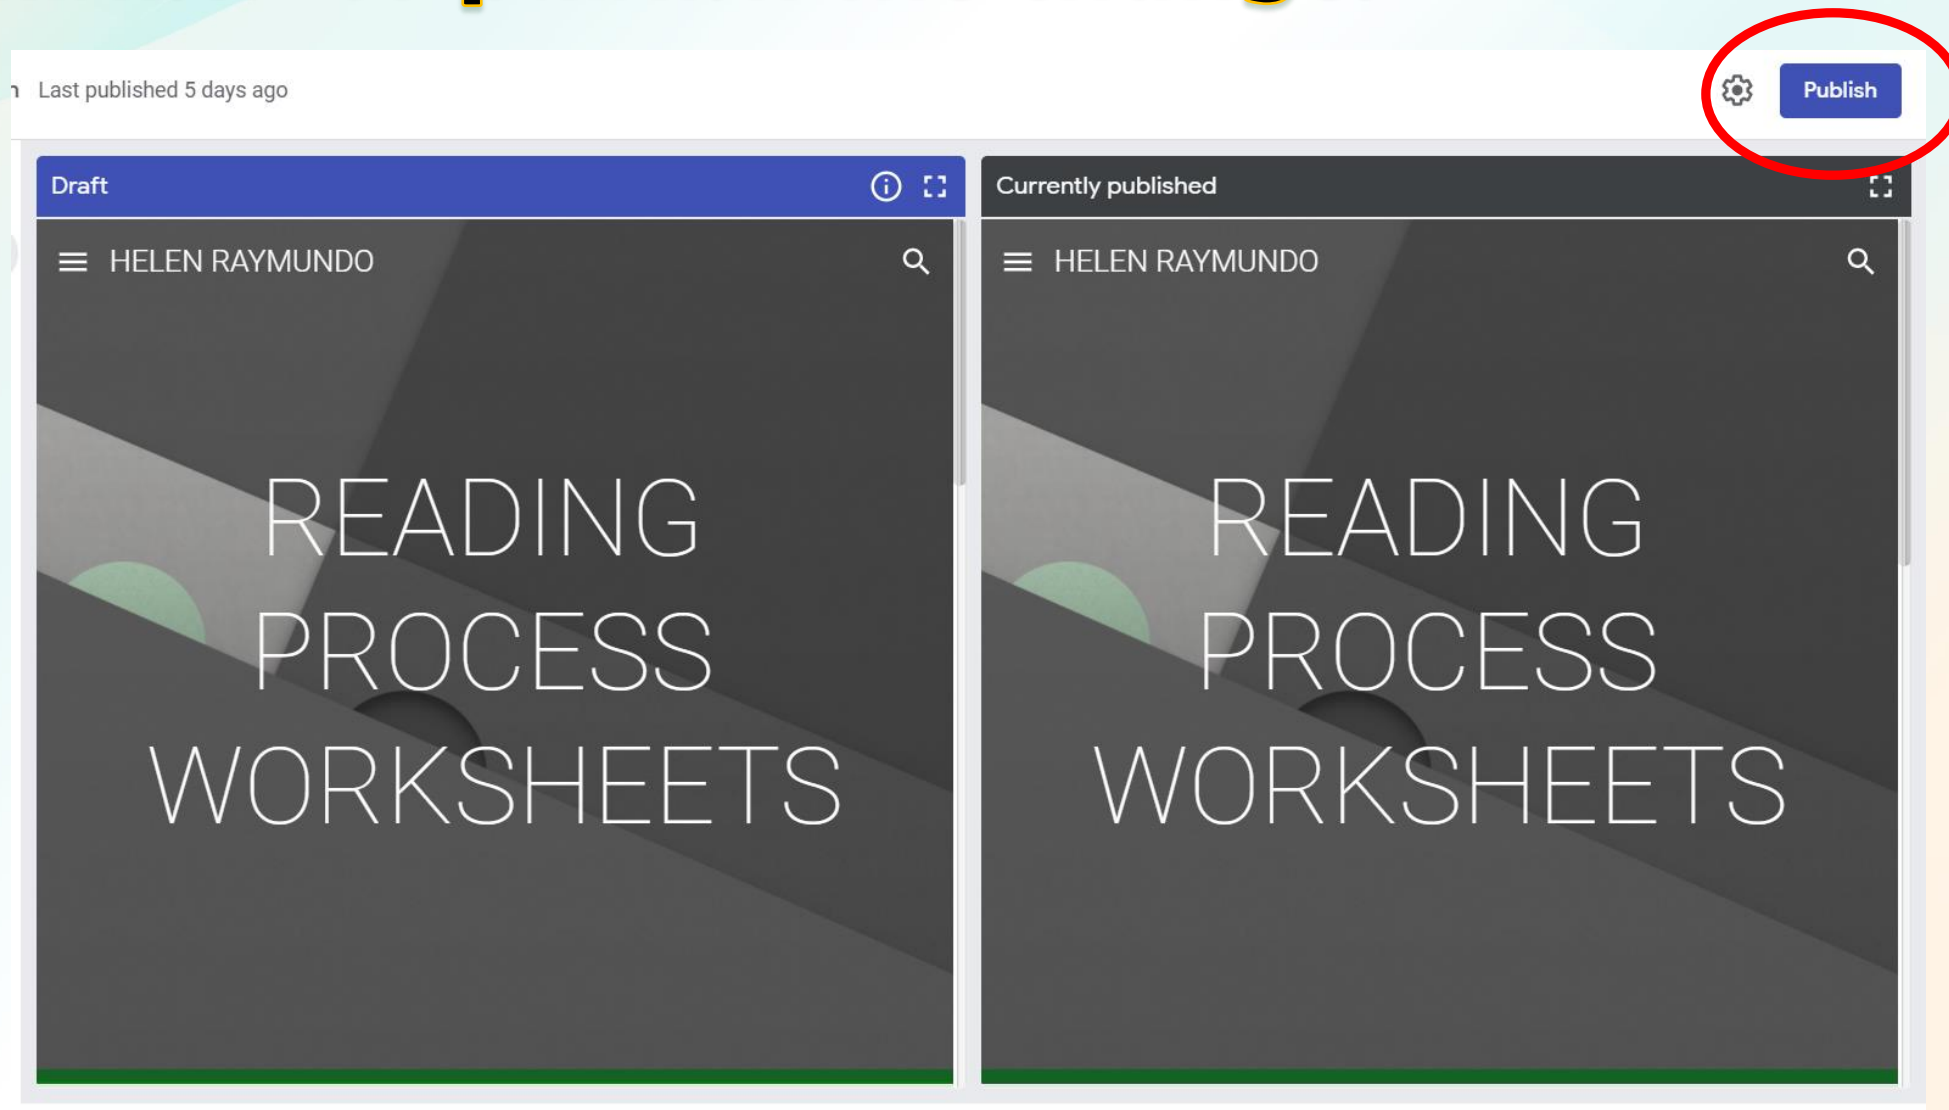 Last published 5 days ago
Publish
Draft
Currently published
HELEN RAYMUNDO
HELEN RAYMUNDO
READING
PROCESS
WORKSHEETS
READING
PROCESS
WORKSHEETS